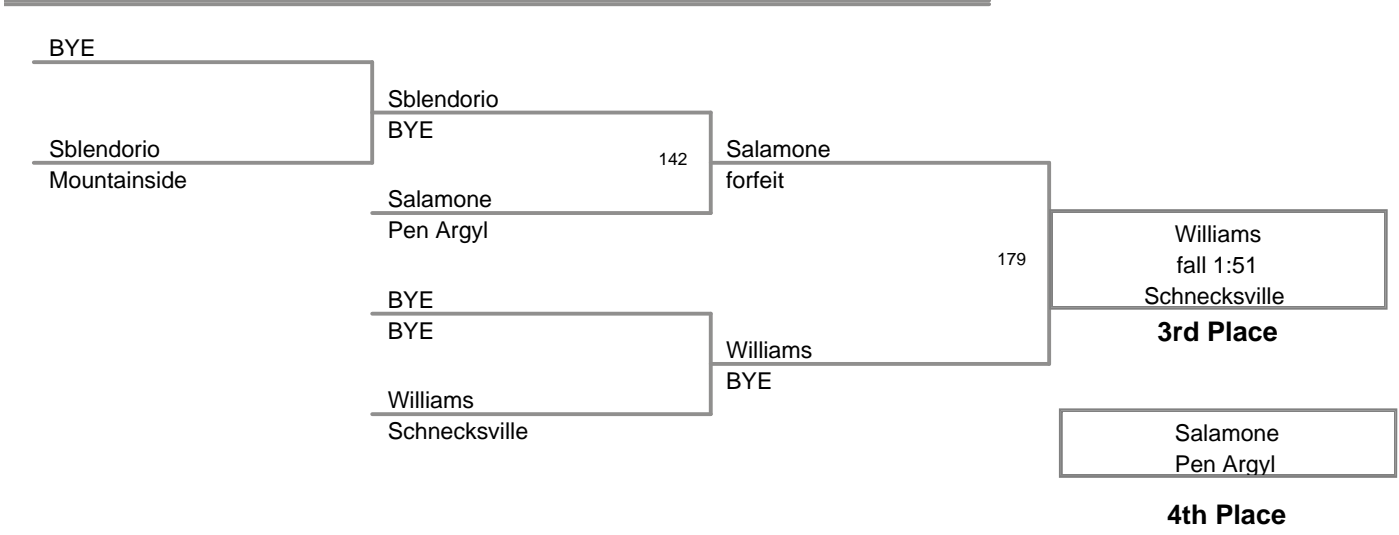 BYE
Sblendorio
BYE
Sblendorio
Mountainside
142
Salamone
forfeit
Salamone
Pen Argyl
Williams
fall 1:51
Schnecksville
179
3rd Place
BYE
BYE
Williams
BYE
Williams
Schnecksville
Salamone
Pen Argyl
4th Place